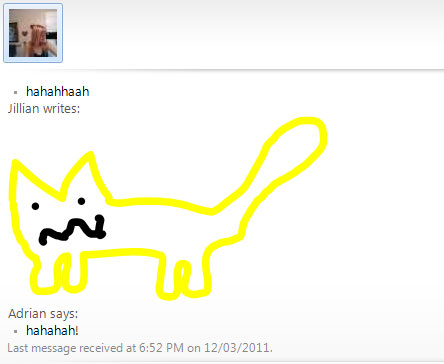 hahahhaah
Jillian writes:
Adrian says:
hahahah!
Last message received at 6:52 PM on 12/03/2011.